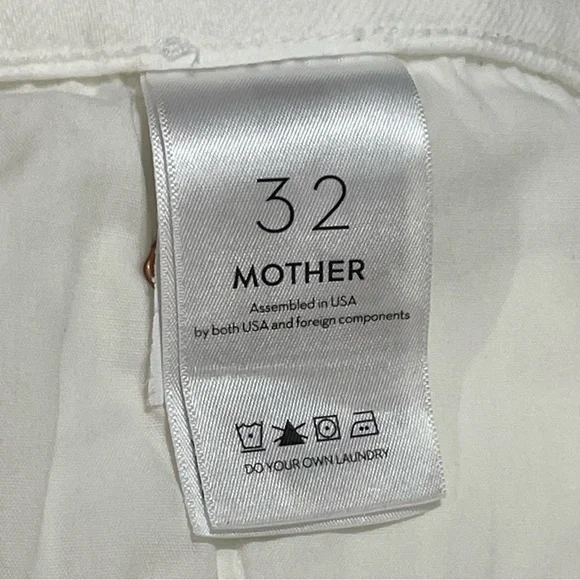 32
MOTHER
Assembled in USA
by both USA and foreign components
DO YOUR OWN LAUNDRY